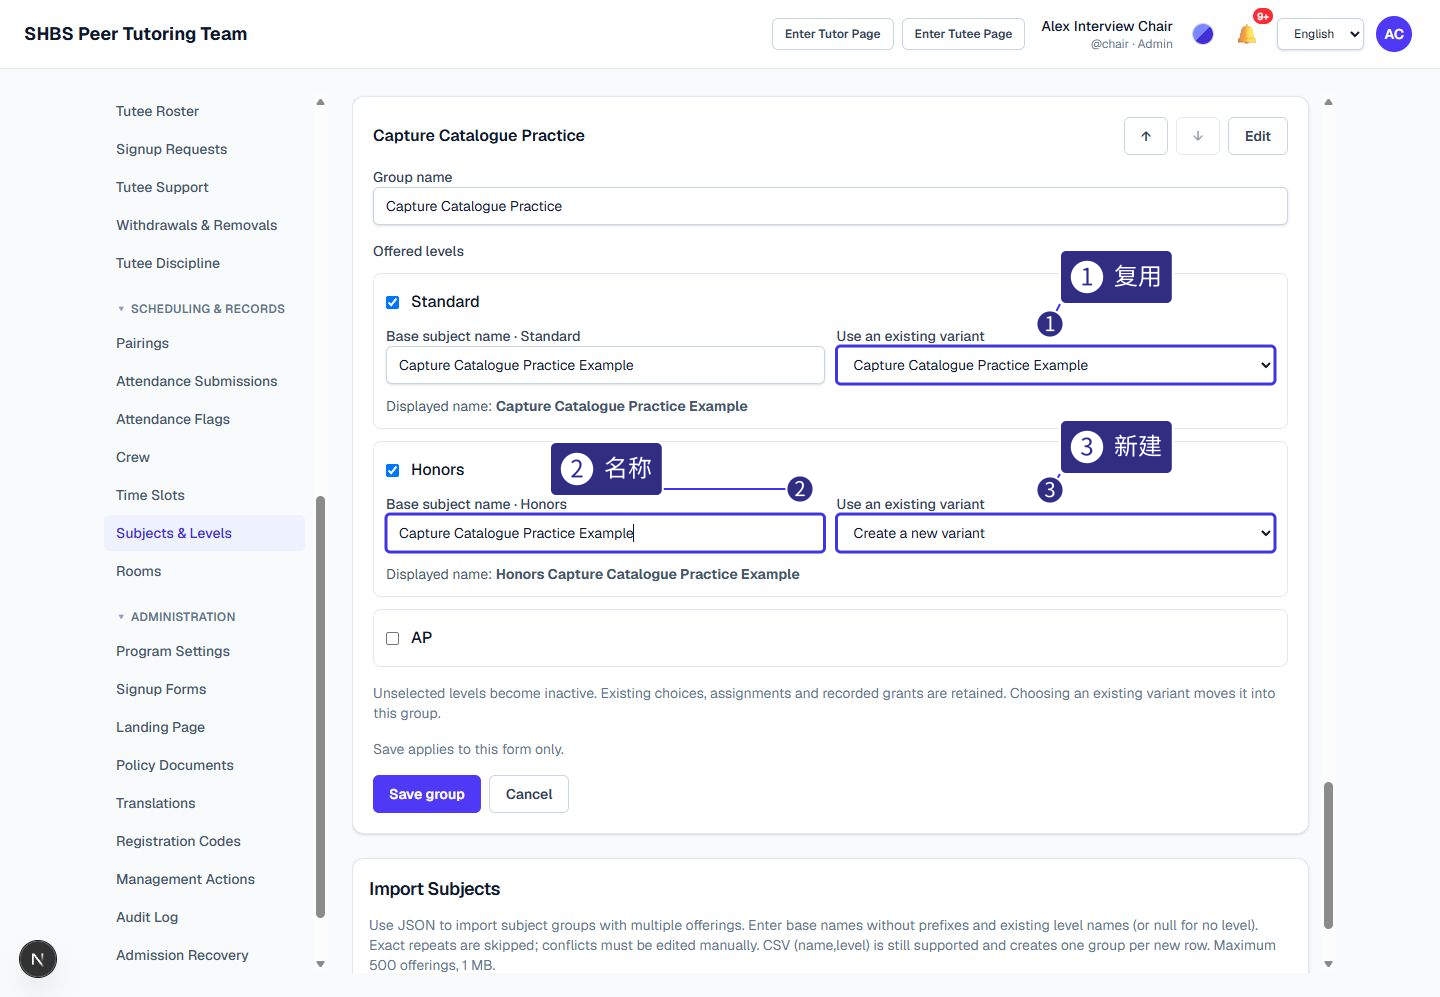 SHBS Peer Tutoring Team
Enter Tutor Page
Enter Tutee Page
Alex Interview Chair
@chair · Admin
9+
English
AC
Tutee Roster
Signup Requests
Tutee Support
Withdrawals & Removals
Tutee Discipline
SCHEDULING & RECORDS
Pairings
Attendance Submissions
Attendance Flags
Crew
Time Slots
Subjects & Levels
Rooms
ADMINISTRATION
Program Settings
Signup Forms
Landing Page
Policy Documents
Translations
Registration Codes
Management Actions
Audit Log
Admission Recovery
N
Capture Catalogue Practice
↑
↓
Edit
Group name
Capture Catalogue Practice
Offered levels
1 复用
1
Standard
Base subject name · Standard
Use an existing variant
Capture Catalogue Practice Example
Capture Catalogue Practice Example
Displayed name: Capture Catalogue Practice Example
3 新建
3
2 名称
2
Honors
Base subject name · Honors
Use an existing variant
Capture Catalogue Practice Example
Create a new variant
Displayed name: Honors Capture Catalogue Practice Example
AP
Unselected levels become inactive. Existing choices, assignments and recorded grants are retained. Choosing an existing variant moves it into
this group.
Save applies to this form only.
Save group
Cancel
Import Subjects
Use JSON to import subject groups with multiple offerings. Enter base names without prefixes and existing level names (or null for no level).
Exact repeats are skipped; conflicts must be edited manually. CSV (name,level) is still supported and creates one group per new row. Maximum
500 offerings, 1 MB.